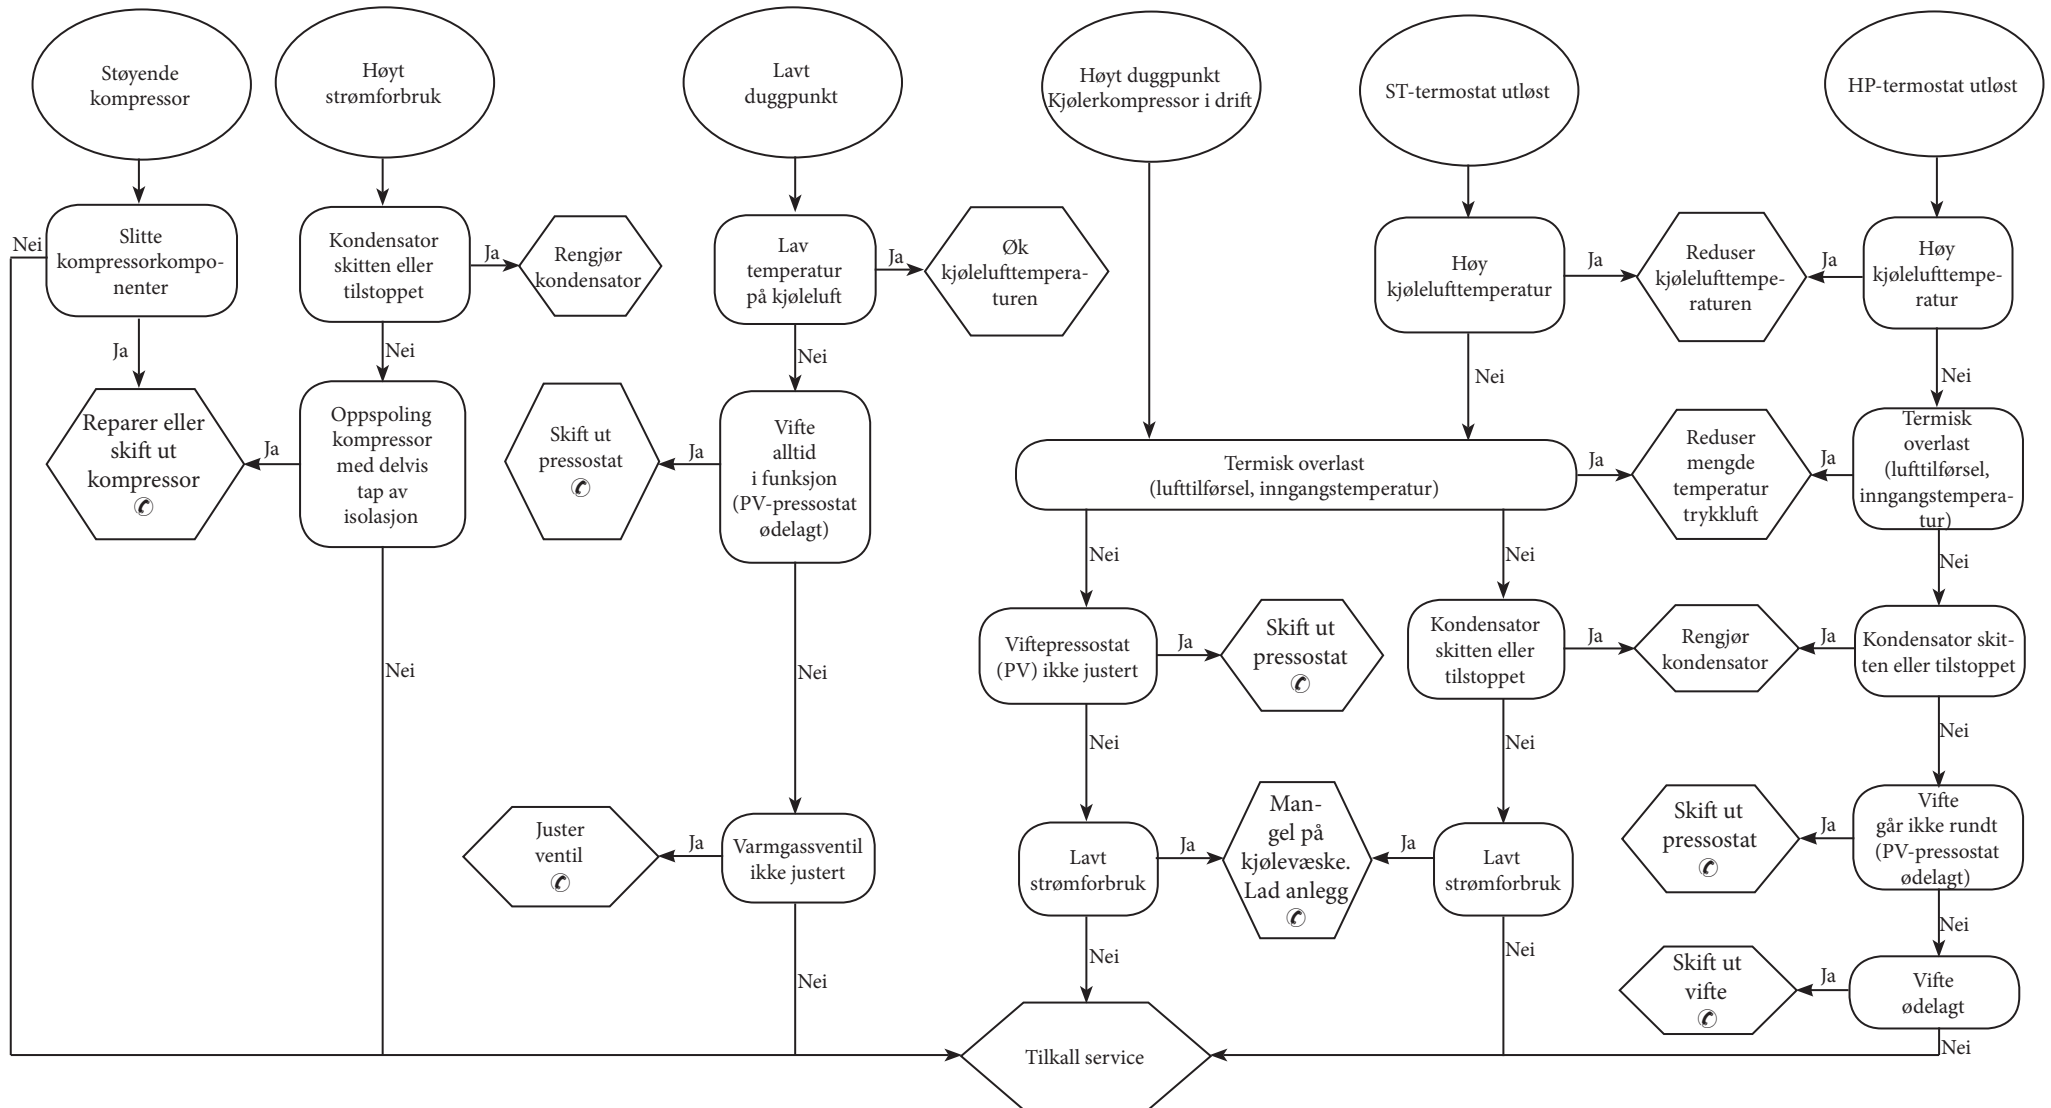 Støyende
kompressor
Høyt
strømforbruk
Lavt
duggpunkt
Høyt duggpunkt
Kjølerkompressor i drift
ST-termostat utløst
HP-termostat utløst
Nei
Slitte
kompressorkompo-
nenter
Ja
Reparer eller
skift ut
kompressor
Kondensator
skitten eller
tilstoppet
Ja
Rengjør
kondensator
Nei
Oppspoling
kompressor
med delvis
tap av
isolasjon
Ja
Nei
Lav
temperatur
på kjøleluft
Ja
Øk
kjølelufttempera-
turen
Nei
Vifte
alltid
i funksjon
(PV-pressostat
ødelagt)
Ja
Skift ut
pressostat
Nei
Varmgassventil
ikke justert
Ja
Juster
ventil
Nei
Høy
kjølelufttemperatur
Ja
Reduser
kjølelufttempe-
raturen
Ja
Høy
kjølelufttempe-
ratur
Nei
Nei
Termisk overlast
(lufttilførsel, inngangstemperatur)
Ja
Reduser
mengde
temperatur
trykkluft
Ja
Termisk
overlast
(lufttilførsel,
inngangstempera-
tur)
Nei
Nei
Nei
Viftepressostat
(PV) ikke justert
Ja
Skift ut
pressostat
Kondensator
skitten eller
tilstoppet
Ja
Rengjør
kondensator
Ja
Kondensator skit-
ten eller tilstoppet
Nei
Nei
Nei
Lavt
strømforbruk
Ja
Man-
gel på
kjølevæske.
Lad anlegg
Ja
Lavt
strømforbruk
Skift ut
pressostat
Ja
Vifte
går ikke rundt
(PV-pressostat
ødelagt)
Nei
Nei
Nei
Skift ut
vifte
Ja
Vifte
ødelagt
Nei
Tilkall service